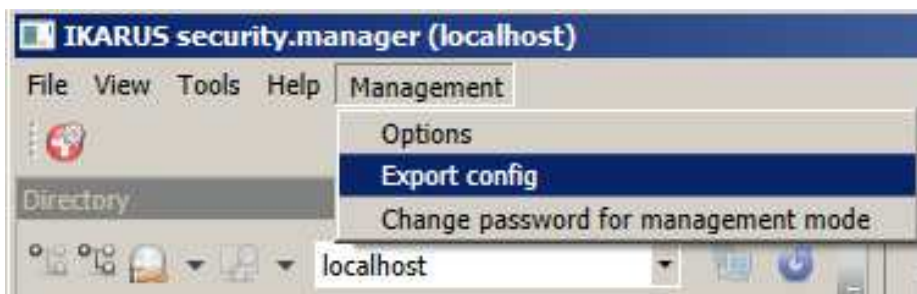 IKARUS security.manager (localhost)
File View Tools Help Management
Options
Export config
Directory
Change password for management mode
localhost